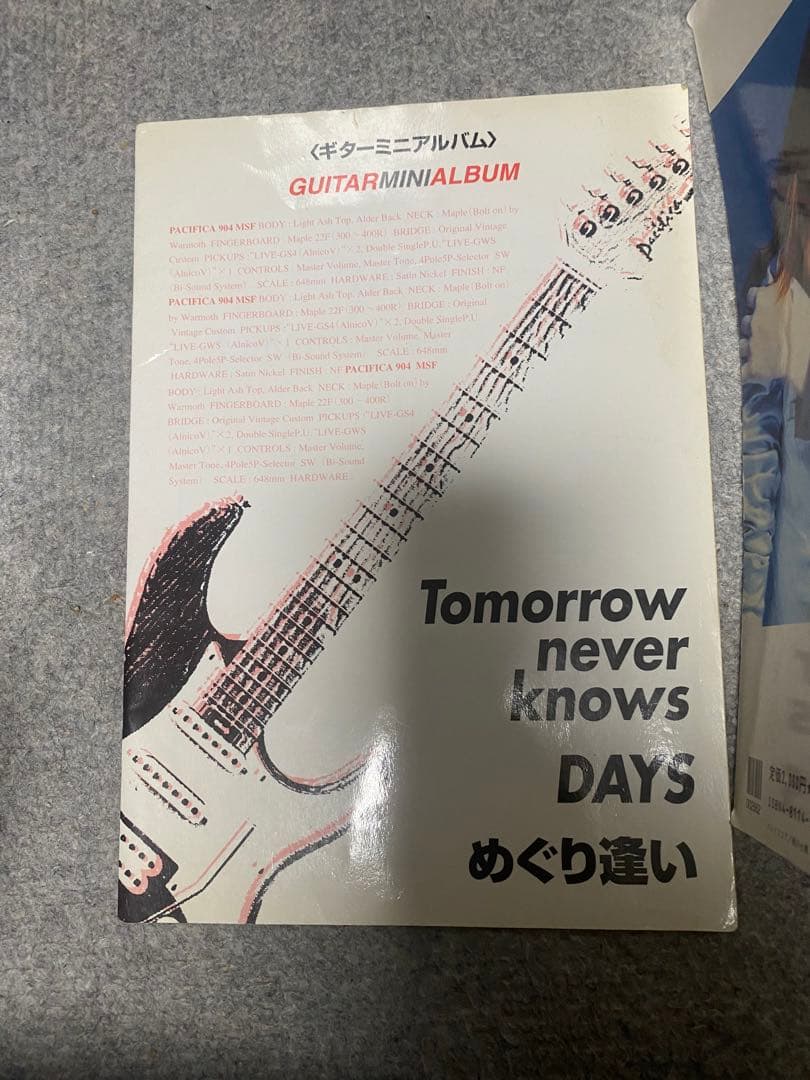 〈ギターミニアルバム〉
GUITARMINIALBUM
PACIFICA 904 MSF BODY : Light Ash Top, Alder Back NECK : Maple (Bolt on) by
Warmoth FINGERBOARD : Maple 22F (300 ~ 400R) BRIDGE : Original Vintage
Custom PICKUPS : "LIVE-GS4 (AlnicoV)" ×2, Double SingleP.U. "LIVE-GWS
(AlnicoV)" ×1 CONTROLS : Master Volume, Master Tone, 4Pole5P-Selector SW
(Bi-Sound System) SCALE : 648mm HARDWARE : Satin Nickel FINISH : NF
PACIFICA 904 MSF BODY : Light Ash Top, Alder Back NECK : Maple (Bolt on)
by Warmoth FINGERBOARD : Maple 22F (300 ~ 400R) BRIDGE : Original
Vintage Custom PICKUPS : "LIVE-GS4 (AlnicoV)" ×2, Double SingleP.U.
"LIVE-GWS (AlnicoV)" ×1 CONTROLS : Master Volume, Master
Tone, 4Pole5P-Selector SW (Bi-Sound System) SCALE : 648mm
HARDWARE : Satin Nickel FINISH : NF PACIFICA 904 MSF
BODY : Light Ash Top, Alder Back NECK : Maple (Bolt on) by
Warmoth FINGERBOARD : Maple 22F (300 ~ 400R)
BRIDGE : Original Vintage Custom PICKUPS : "LIVE-GS4
(AlnicoV)" ×2, Double SingleP.U. "LIVE-GWS
(AlnicoV)" ×1 CONTROLS : Master Volume,
Master Tone, 4Pole5P-Selector SW (Bi-Sound
System) SCALE : 648mm HARDWARE :
Pacifica
Tomorrow
never
knows
DAYS
めぐり逢い
定価2,000円